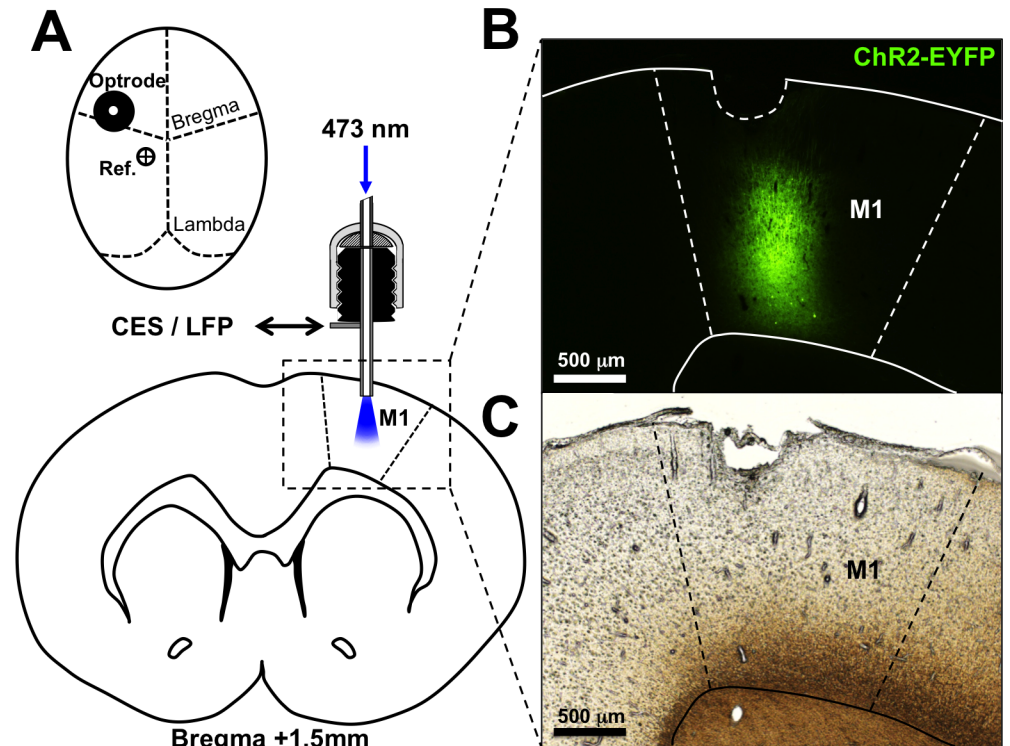 A
Optrode
Bregma
Ref.
Lambda
473 nm
CES / LFP
M1
Bregma +1.5mm
B
ChR2-EYFP
M1
500 µm
C
M1
500 µm